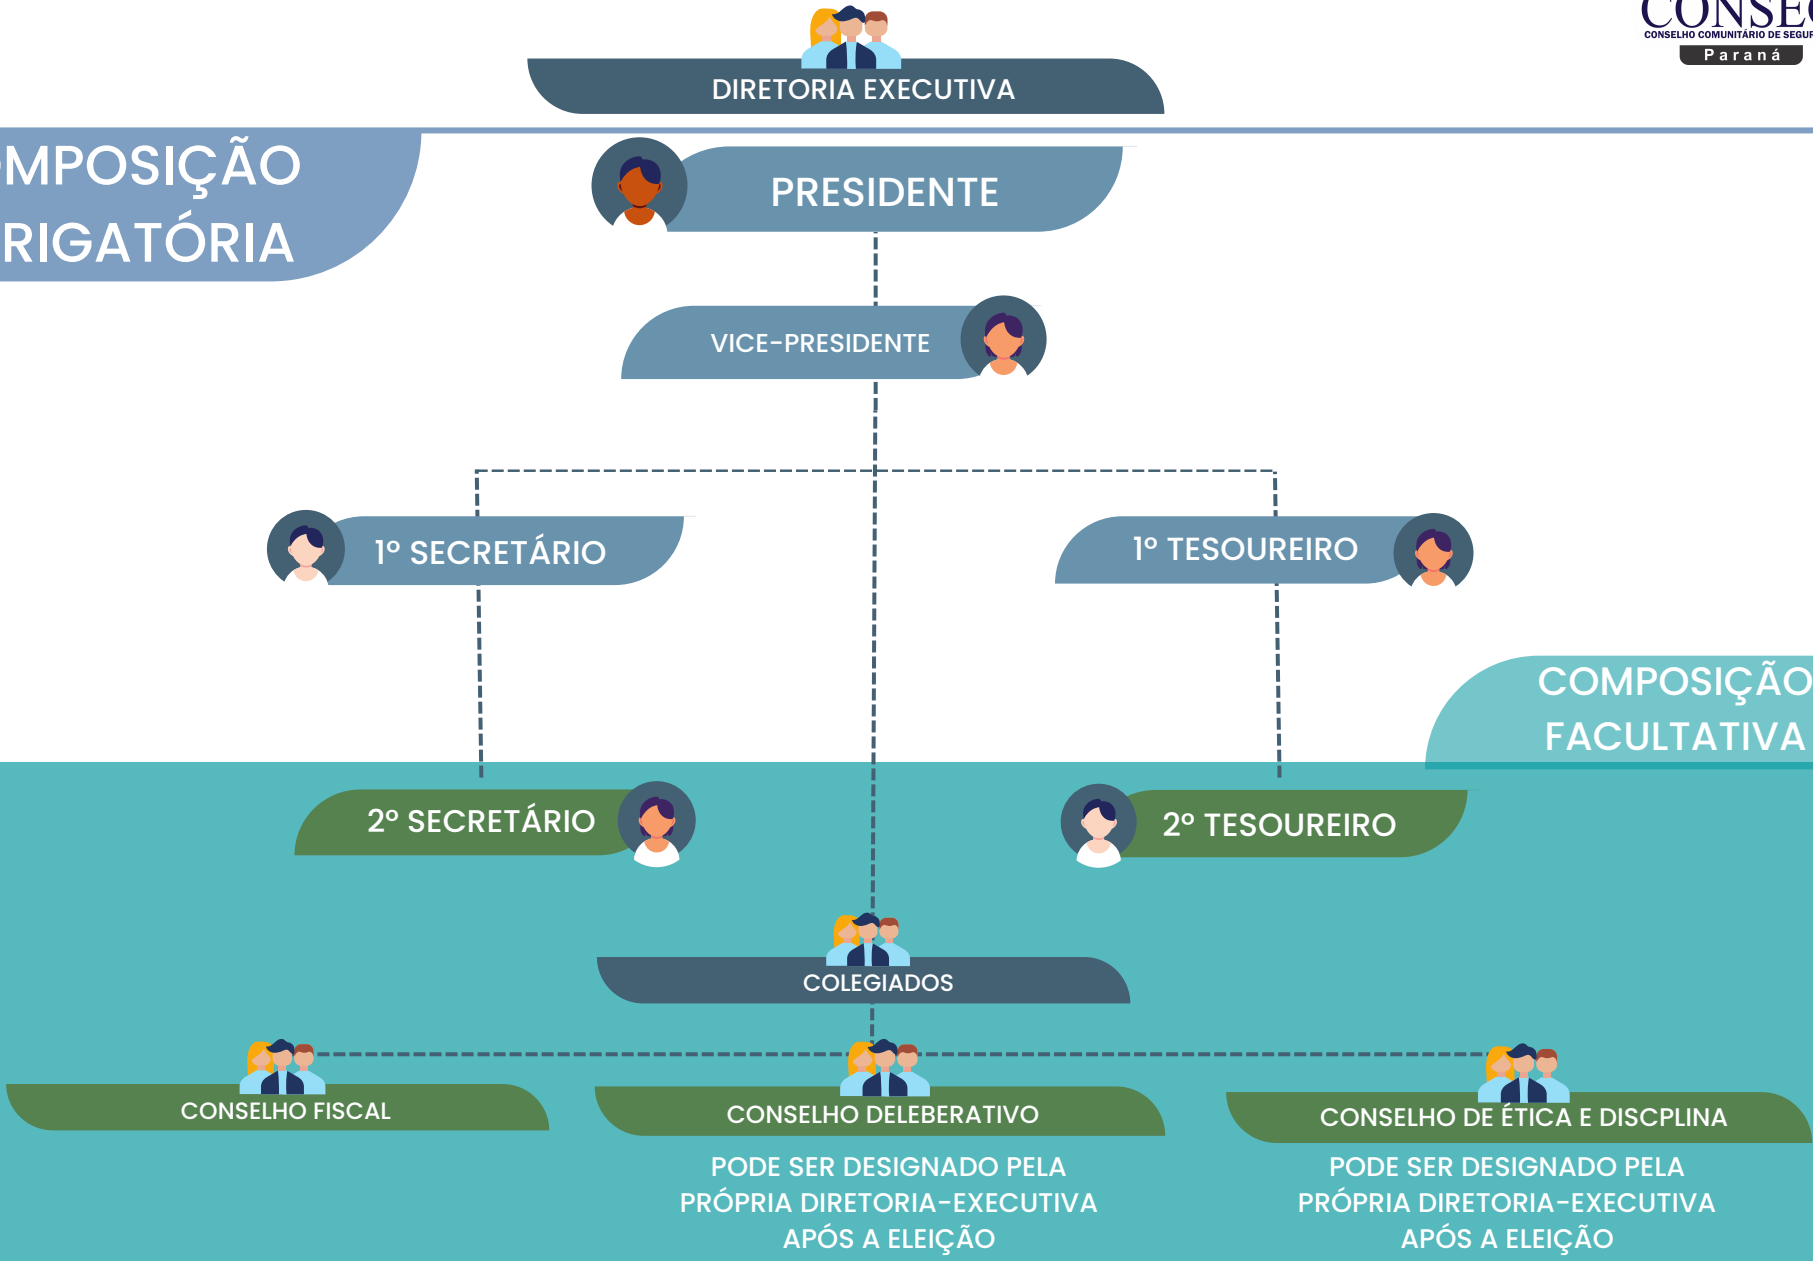 DIRETORIA EXECUTIVA
CONSEG
CONSELHO COMUNITÁRIO DE SEGUR
Paraná
OMPOSIÇÃO
RIGATÓRIA
PRESIDENTE
VICE-PRESIDENTE
1º SECRETÁRIO
1º TESOUREIRO
COMPOSIÇÃO
FACULTATIVA
2º SECRETÁRIO
2º TESOUREIRO
COLEGIADOS
CONSELHO FISCAL
CONSELHO DELEBERATIVO
PODE SER DESIGNADO PELA
PRÓPRIA DIRETORIA-EXECUTIVA
APÓS A ELEIÇÃO
CONSELHO DE ÉTICA E DISCPLINA
PODE SER DESIGNADO PELA
PRÓPRIA DIRETORIA-EXECUTIVA
APÓS A ELEIÇÃO